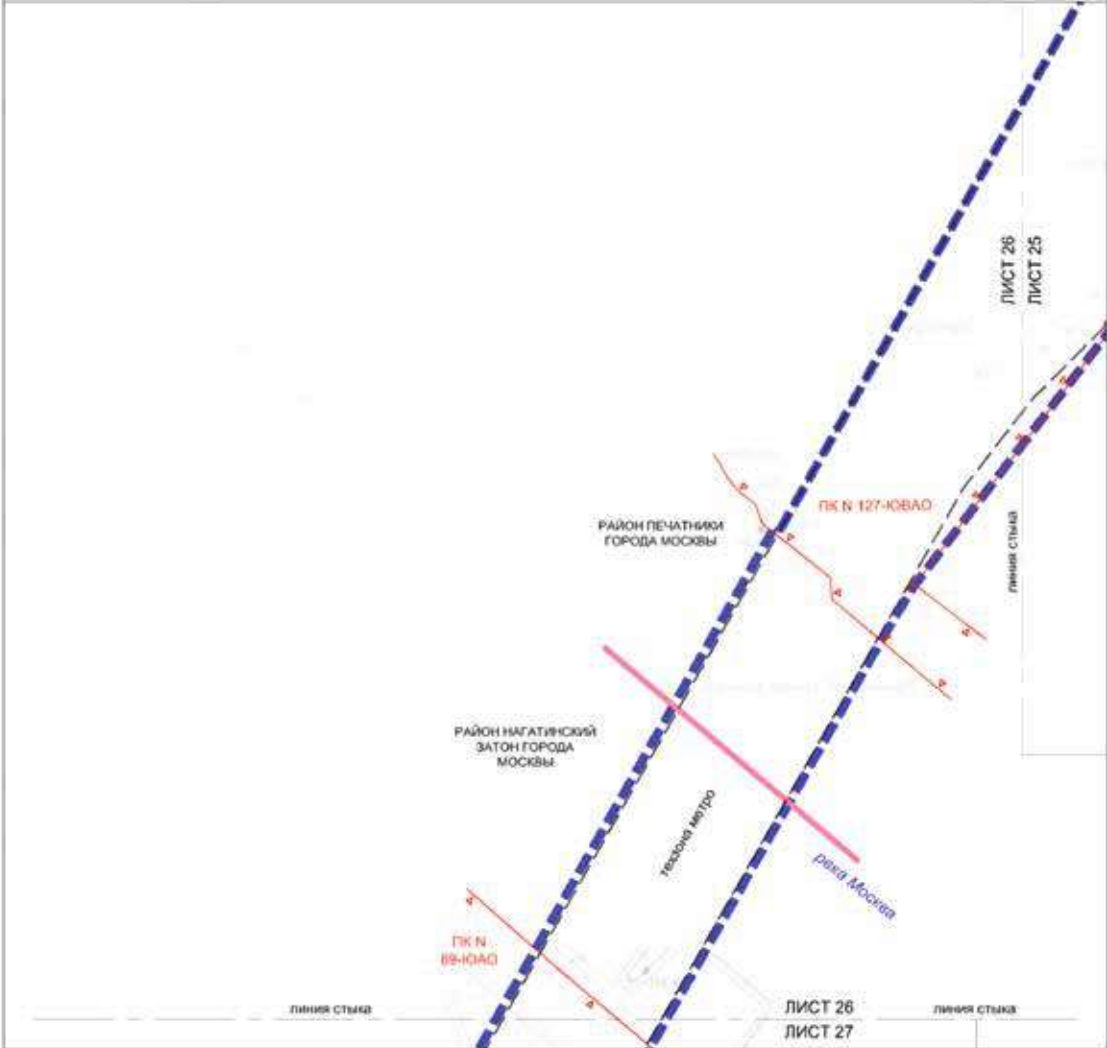 ЛИСТ 26
ЛИСТ 25
ПК N 127-ЮВАО
РАЙОН ПЕЧАТНИКИ
ГОРОДА МОСКВЫ
линия стыка
РАЙОН НАГАТИНСКИЙ
ЗАТОН ГОРОДА
МОСКВЫ
техзона метро
река Москва
ПК N
89-ЮАО
линия стыка
ЛИСТ 26
линия стыка
ЛИСТ 27